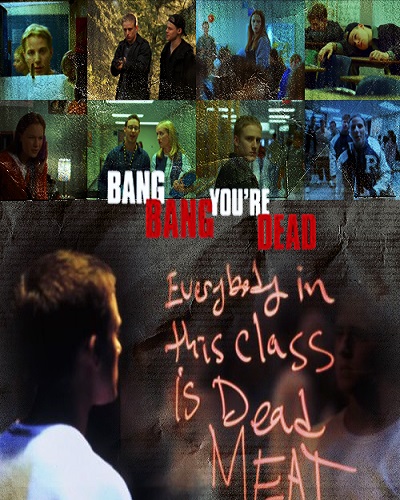 BANG
BANG
YOU'RE
DEAD
Everybody in
this class
is Dead
MEAT